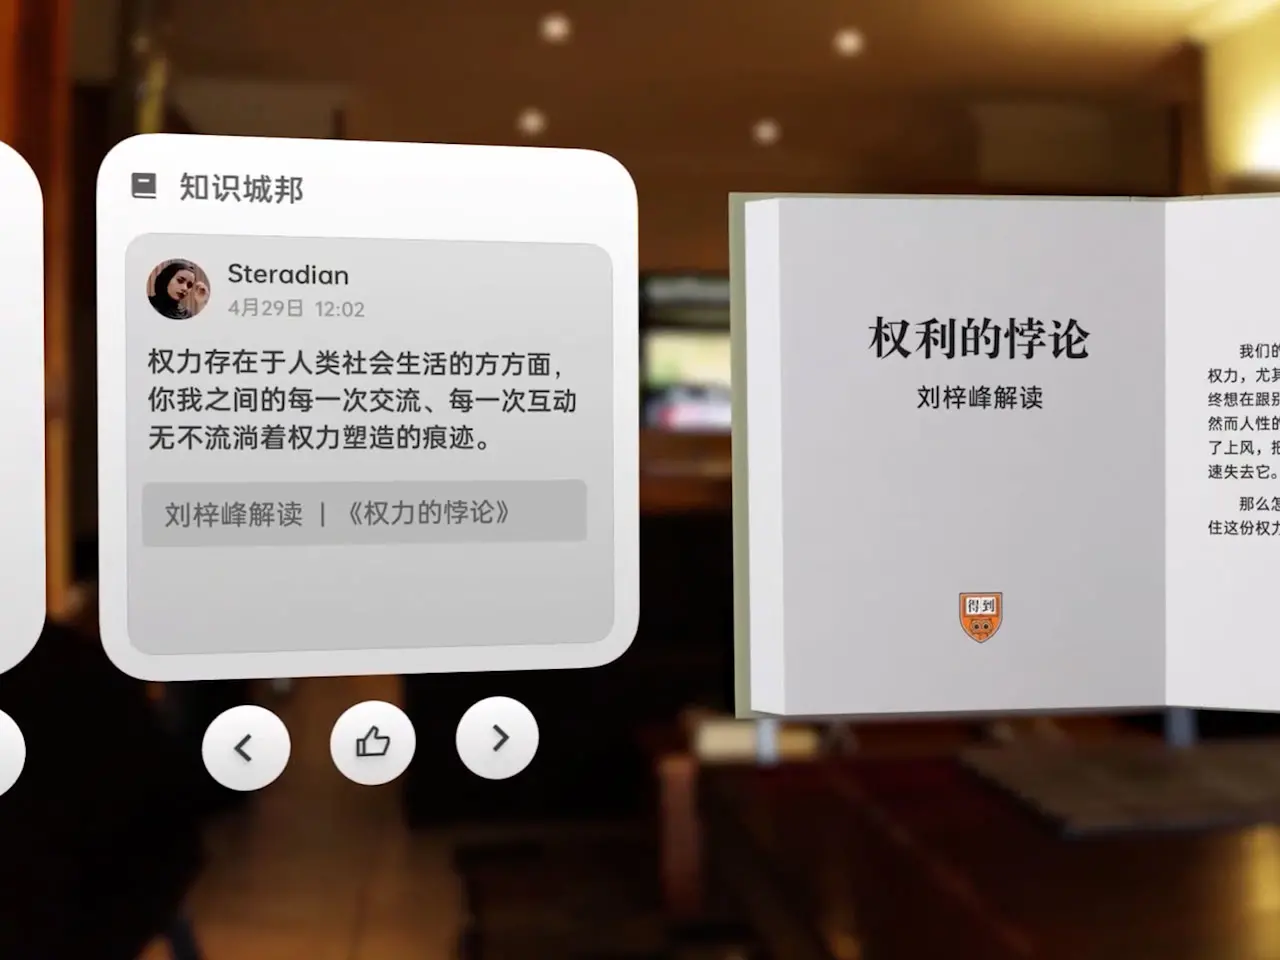 知识城邦
Steradian
4月29日 12:02
权力存在于人类社会生活的方方面，
你我之间的每一次交流、每一次互动
无不流淌着权力塑造的痕迹。
刘梓峰解读 | 《权力的悖论》
权利的悖论
刘梓峰解读
得到
我们的
权力，尤其
终想在跟别
然而人性的
了上风，把
速失去它。
那么怎
住这份权力